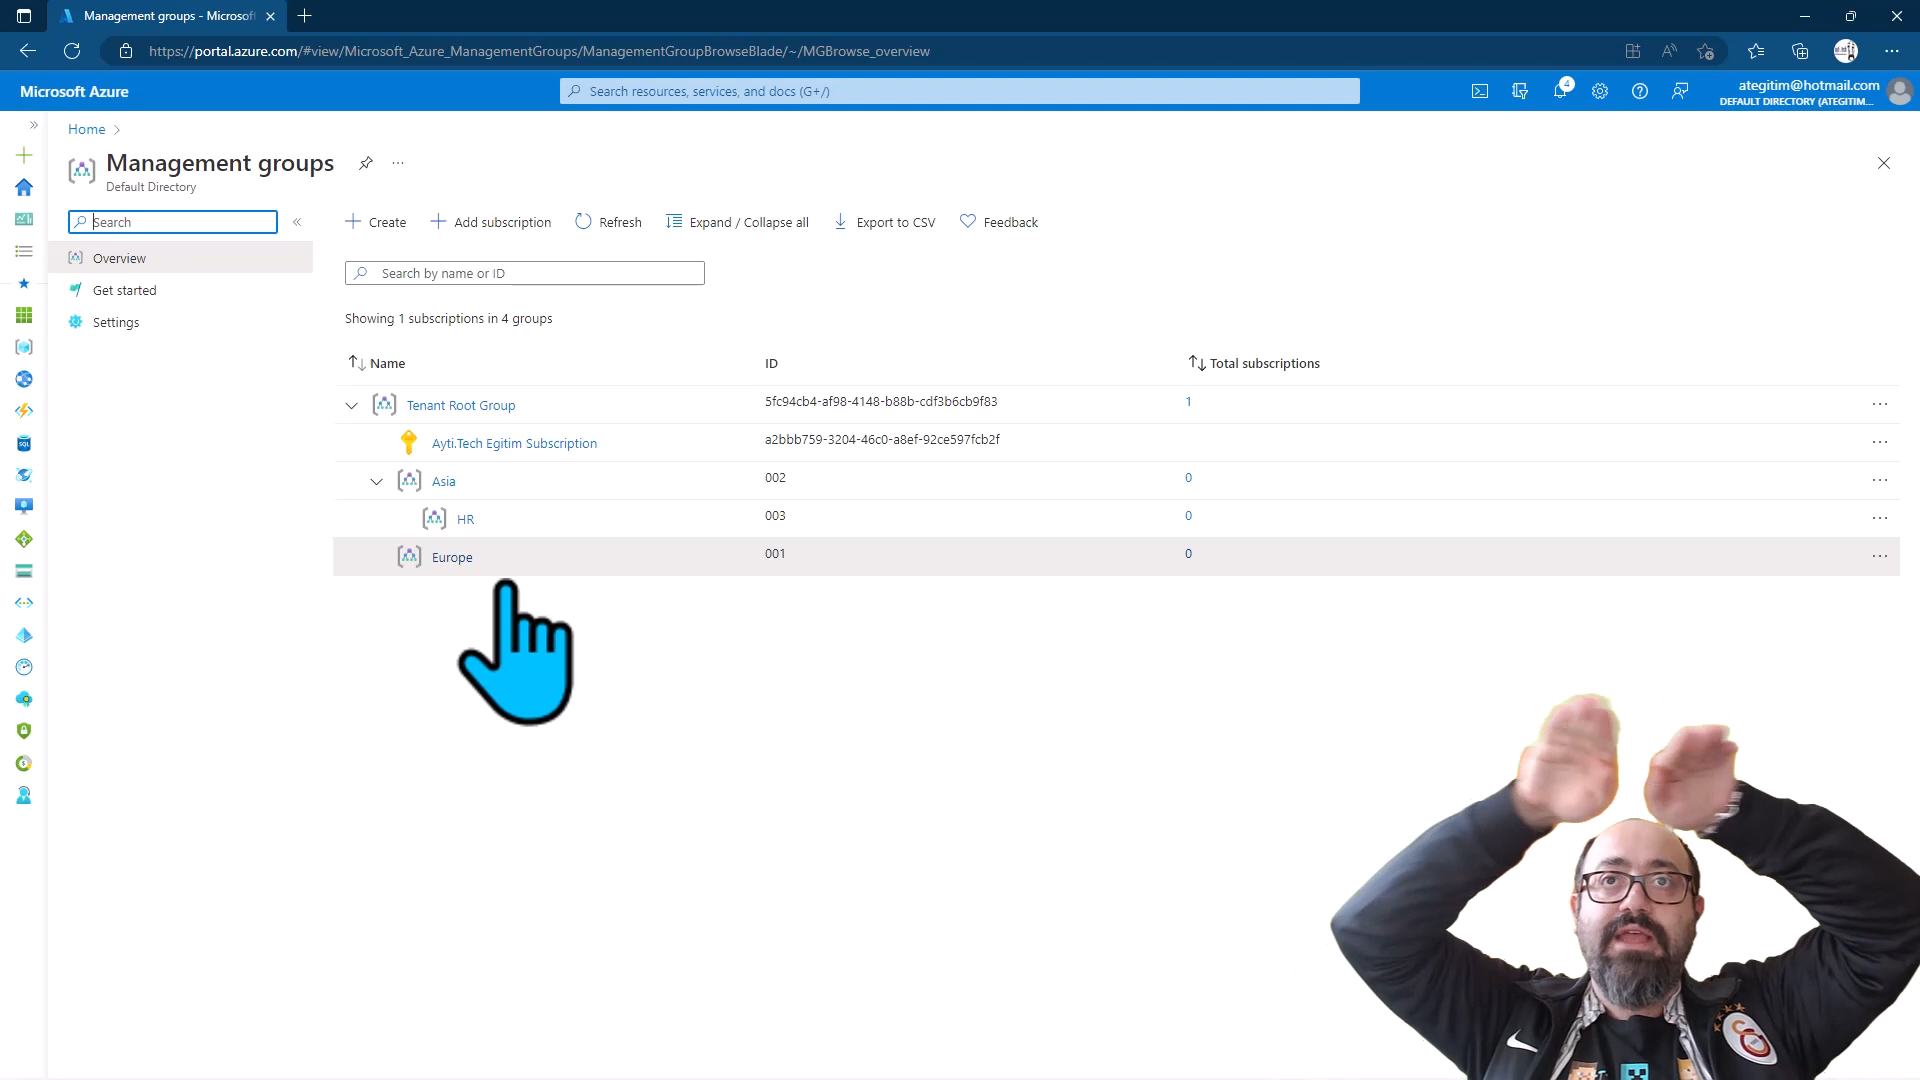 Management groups - Microsof
https://portal.azure.com/#view/Microsoft_Azure_ManagementGroups/ManagementGroupBrowseBlade/~/MGBrowse_overview
Microsoft Azure
Search resources, services, and docs (G+/)
4
ategitim@hotmail.com
DEFAULT DIRECTORY (ATEGITIM...
Home
Management groups
Default Directory
Search
Overview
Get started
Settings
Create
Add subscription
Refresh
Expand / Collapse all
Export to CSV
Feedback
Search by name or ID
Showing 1 subscriptions in 4 groups
Name ID Total subscriptions
Tenant Root Group 5fc94cb4-af98-4148-b88b-cdf3b6cb9f83 1
Ayti.Tech Egitim Subscription a2bbb759-3204-46c0-a8ef-92ce597fcb2f
Asia 002 0
HR 003 0
Europe 001 0